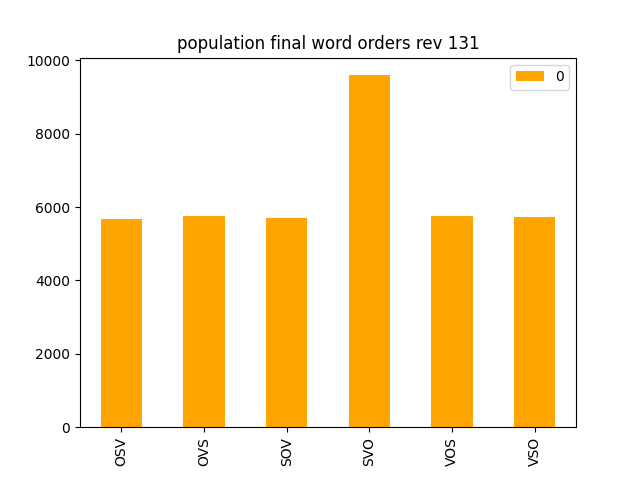 population final word orders rev 131
0
10000
8000
6000
4000
2000
0
OSV
OVS
SOV
SVO
VOS
VSO